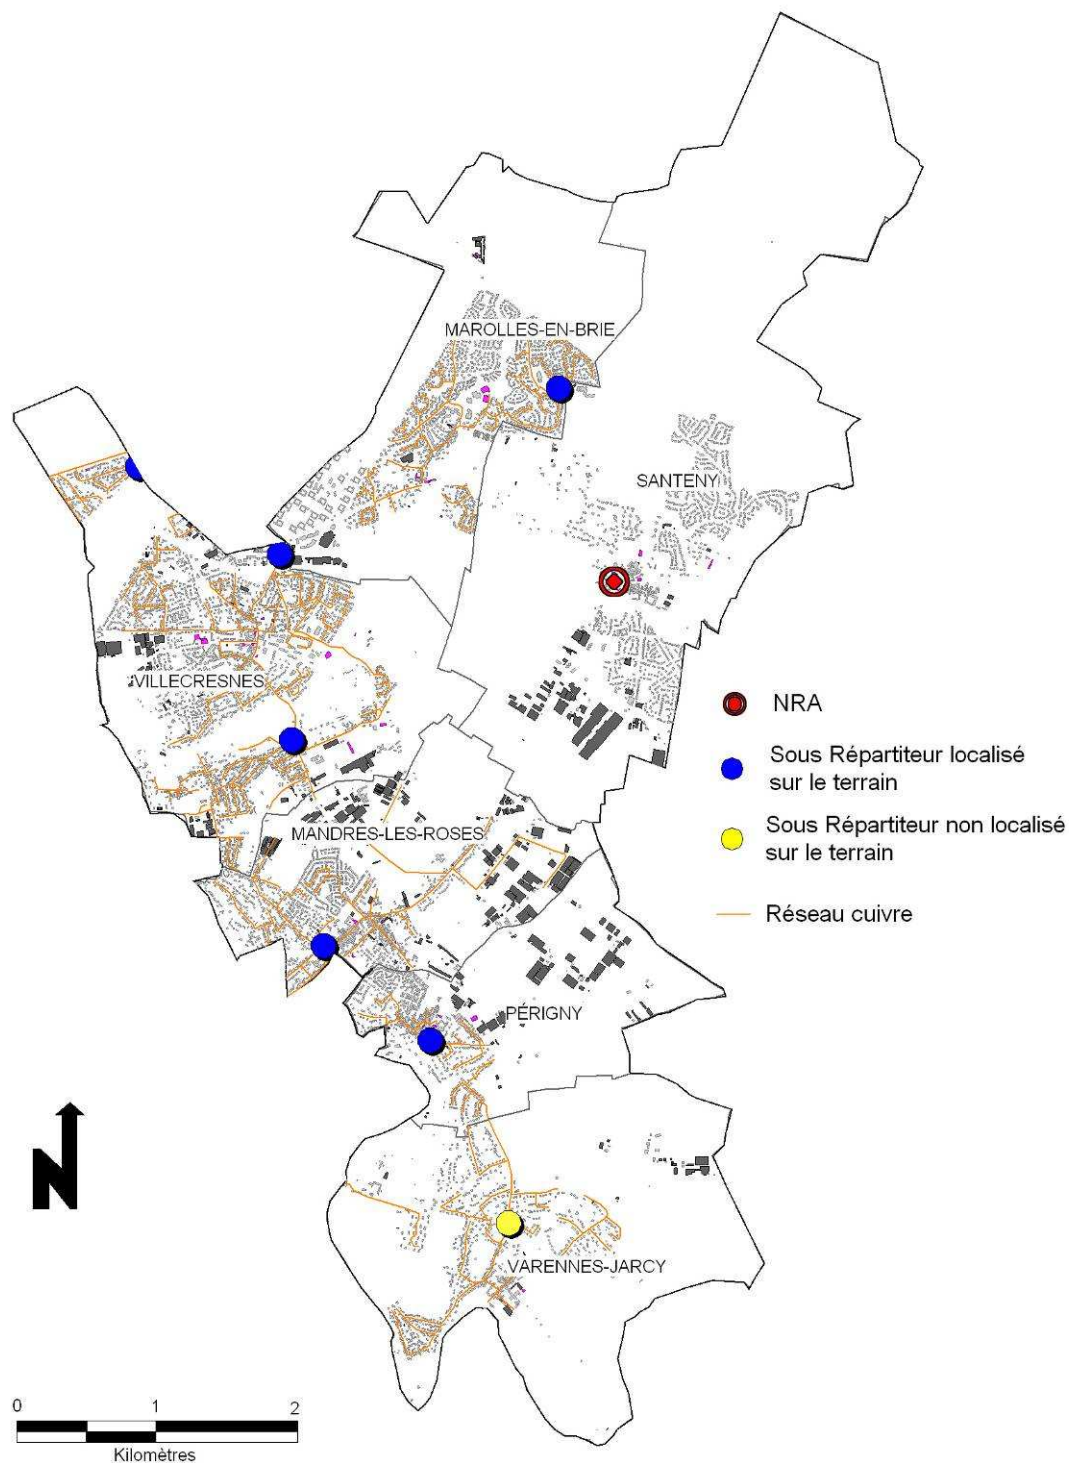 MAROLLES-EN-BRIE
SANTENY
VILLECRESNES
NRA
Sous Répartiteur localisé
sur le terrain
Sous Répartiteur non localisé
sur le terrain
Réseau cuivre
MANDRES-LES-ROSES
PÉRIGNY
VARENNES-JARCY
N
0 1 2
Kilomètres